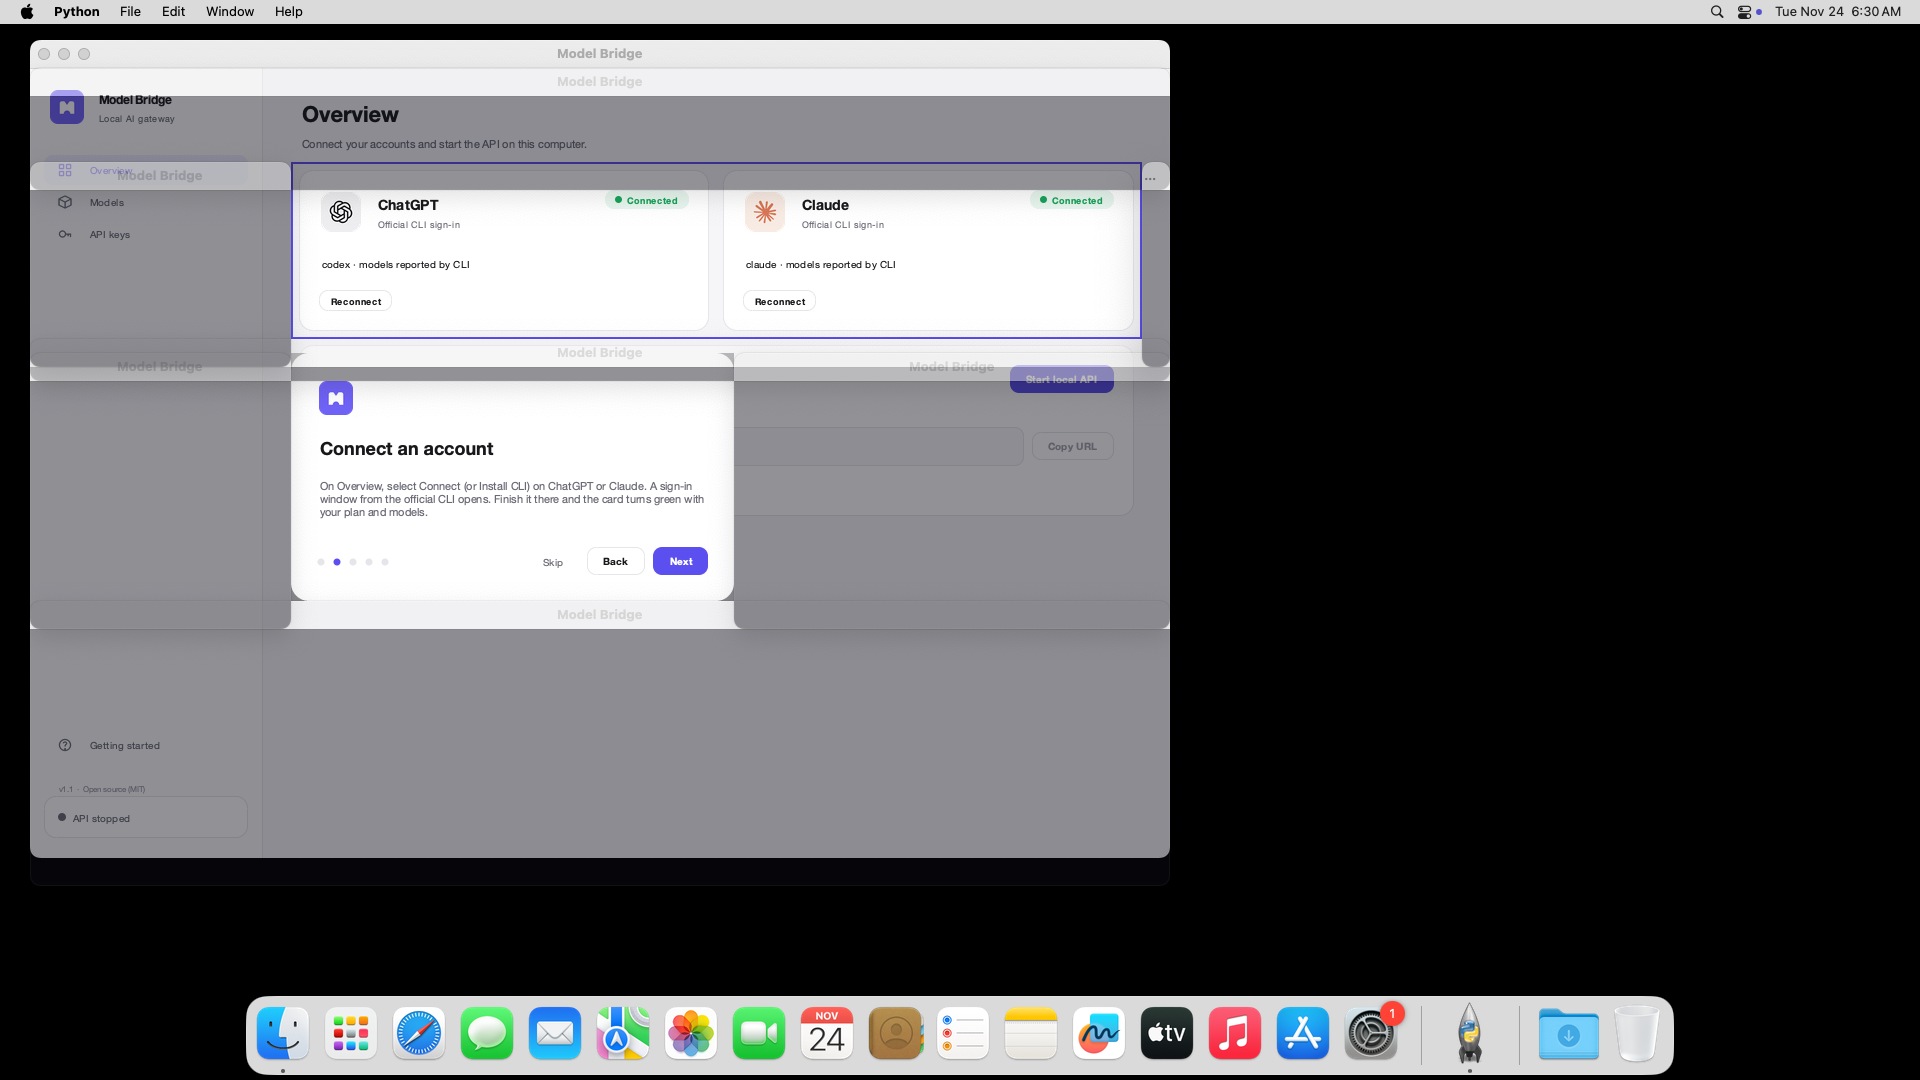 Python File Edit Window Help
Tue Nov 24 6:30 AM
Model Bridge
Model Bridge
Model Bridge
Local AI gateway
Overview
Connect your accounts and start the API on this computer.
Overview
Model Bridge
...
Models
API keys
ChatGPT
Official CLI sign-in
Connected
codex · models reported by CLI
Reconnect
Claude
Official CLI sign-in
Connected
claude · models reported by CLI
Reconnect
Model Bridge
Model Bridge
Model Bridge
Start local API
Copy URL
Connect an account
On Overview, select Connect (or Install CLI) on ChatGPT or Claude. A sign-in
window from the official CLI opens. Finish it there and the card turns green with
your plan and models.
Skip
Back
Next
Model Bridge
Getting started
v1.1 · Open source (MIT)
API stopped
NOV
24
tv
1